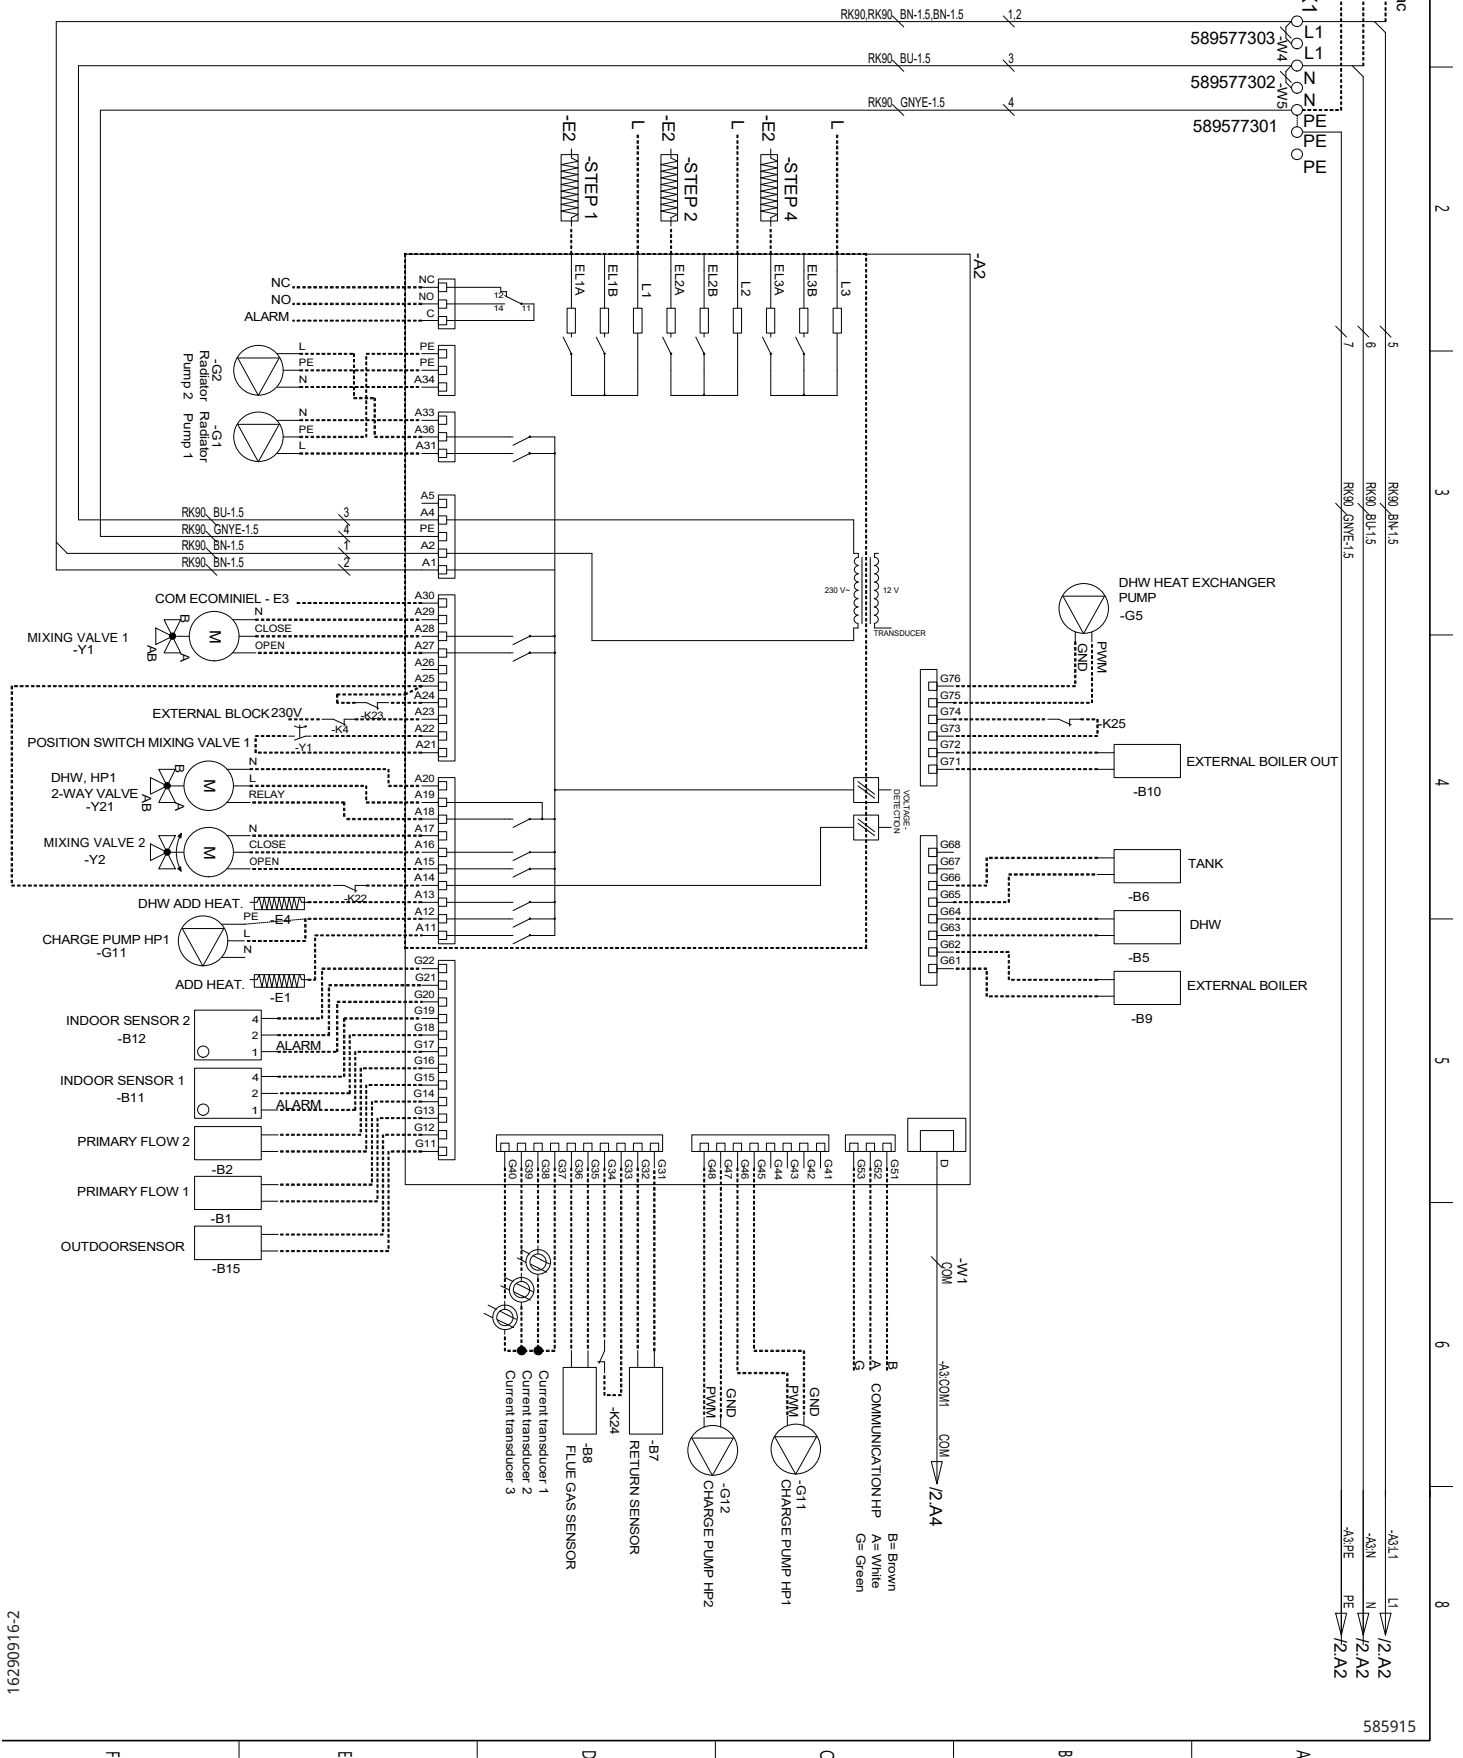 RK90,RK90 BN-1.5,BN-1.5 1,2
RK90 BU-1.5 3
RK90 GNYE-1.5 4
589577303 -W4 L1
L1
589577302 -W5 N
N
589577301 PE
PE
PE
-E2 -STEP 1 L
-E2 -STEP 2 L
-E2 -STEP 4 L
EL1A EL1B L1 EL2A EL2B L2 EL3A EL3B L3
-A2
NC NC
NO NO
ALARM C
12 14 11
-G2
Radiator
Pump 2
L PE
PE PE
N A34
-G1
Radiator
Pump 1
N A33
PE A36
L A31
A5
RK90 BU-1.5 3 A4
RK90 GNYE-1.5 4 PE
RK90 BN-1.5 1 A2
RK90 BN-1.5 2 A1
230 V~ 12 V
TRANSDUCER
COM ECOMINIEL - E3 A30
MIXING VALVE 1
-Y1
B A AB M
N A29
CLOSE A28
OPEN A27
A26
A25
A24
-K23
EXTERNAL BLOCK 230V A23
-K4
A22
POSITION SWITCH MIXING VALVE 1 A21
-Y1
DHW, HP1
2-WAY VALVE
-Y21
B A AB M
N A20
L A19
RELAY A18
MIXING VALVE 2
-Y2
M
N A17
CLOSE A16
OPEN A15
A14
-K22
DHW ADD HEAT. A13
-E4
CHARGE PUMP HP1
-G11
PE A12
L A11
N
ADD HEAT.
-E1
VOLTAGE-
DETECTION
G22
G21
G20
G19
G18
G17
G16
G15
G14
G13
G12
G11
INDOOR SENSOR 2
-B12
4
2
1 ALARM
INDOOR SENSOR 1
-B11
4
2
1 ALARM
PRIMARY FLOW 2
-B2
PRIMARY FLOW 1
-B1
OUTDOORSENSOR
-B15
DHW HEAT EXCHANGER
PUMP
-G5
GND PWM
G76
G75
G74
G73
G72
G71
-K25
EXTERNAL BOILER OUT
-B10
G68
G67
G66
G65
G64
G63
G62
G61
TANK
-B6
DHW
-B5
EXTERNAL BOILER
-B9
G40 G39 G38 G37 G36 G35 G34 G33 G32 G31
G48 G47 G46 G45 G44 G43 G42 G41
G53 G52 G51
D
Current transducer 1
Current transducer 2
Current transducer 3
-B8
FLUE GAS SENSOR
-K24
-B7
RETURN SENSOR
GND
PWM
-G12
CHARGE PUMP HP2
GND
PWM
-G11
CHARGE PUMP HP1
B
A
G
COMMUNICATION HP
B= Brown
A= White
G= Green
-W1
COM
-A3:COM1 COM /2.A4
5 RK90 BN-1.5 -A3:L1 L1 /2.A2
6 RK90 BU-1.5 -A3:N N /2.A2
7 RK90 GNYE-1.5 -A3:PE PE /2.A2
2
3
4
5
6
8
16290916-2
585915
F E D C B A